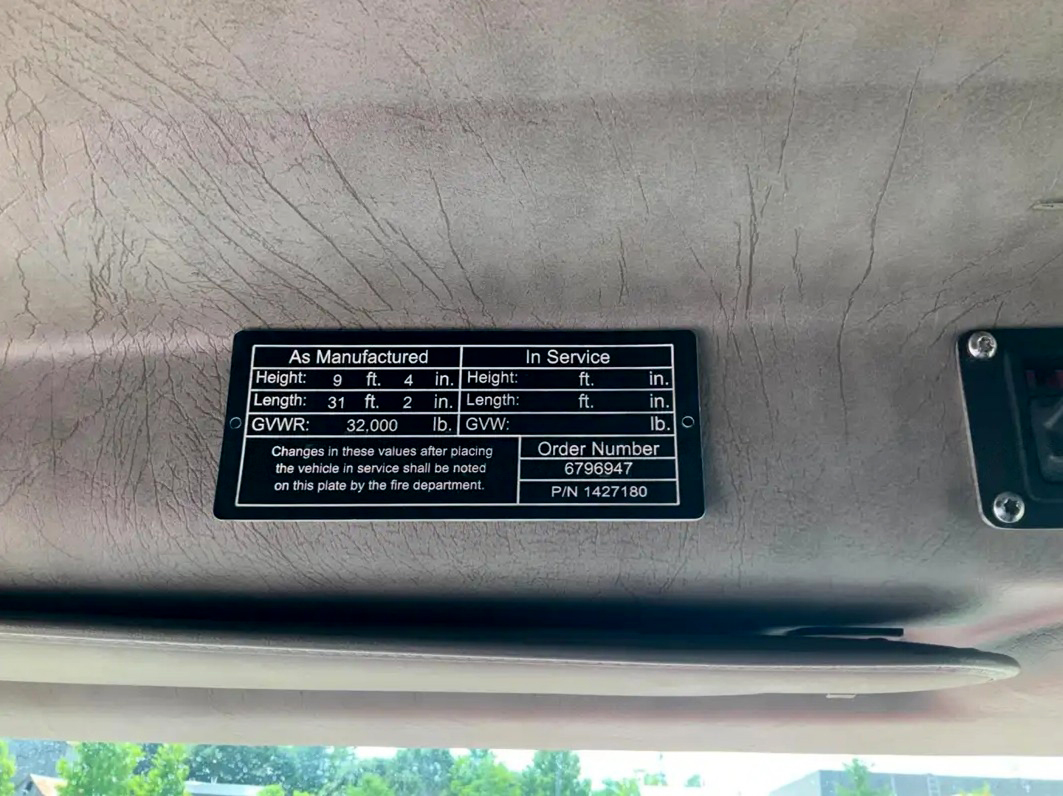 As Manufactured In Service
Height: 9 ft. 4 in. Height: ft. in.
Length: 31 ft. 2 in. Length: ft. in.
GVWR: 32,000 lb. GVW: lb.
Changes in these values after placing
the vehicle in service shall be noted
on this plate by the fire department.
Order Number
6796947
P/N 1427180